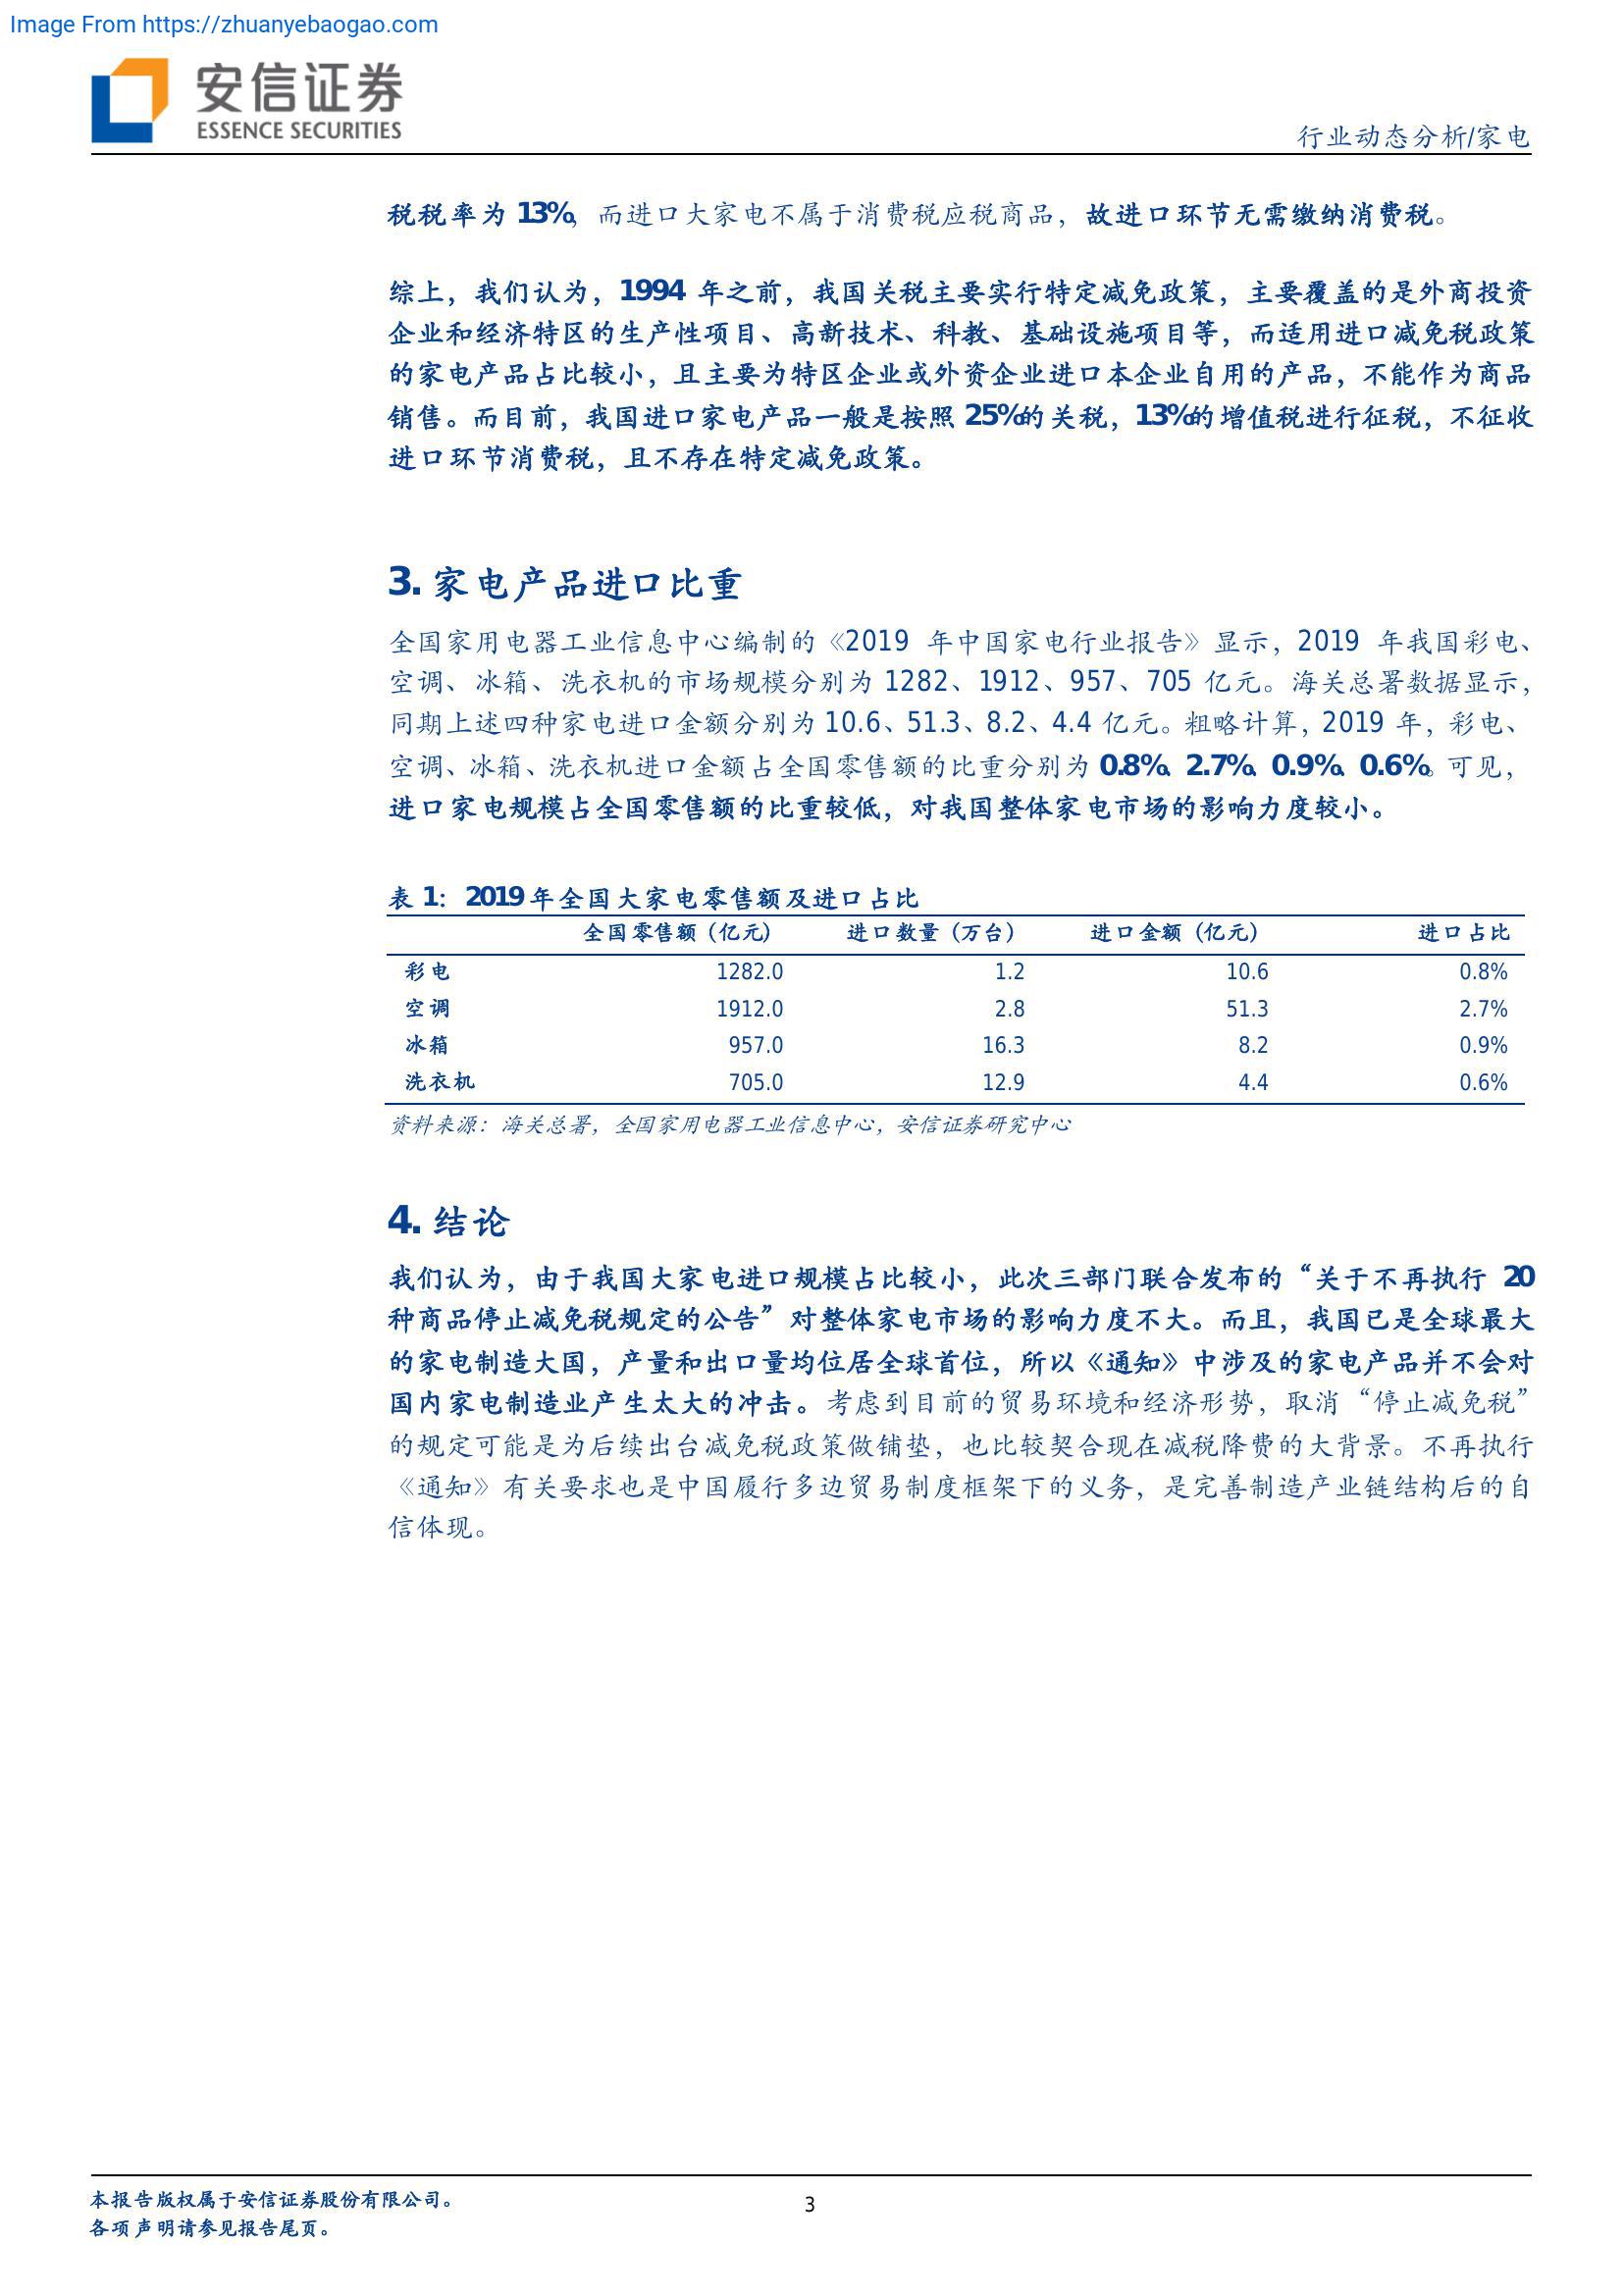 Image From https://zhuanyebaogao.com
安信证券
ESSENCE SECURITIES
行业动态分析/家电
税税率为 13%，而进口大家电不属于消费税应税商品，故进口环节无需缴纳消费税。
综上，我们认为，1994 年之前，我国关税主要实行特定减免政策，主要覆盖的是外商投资
企业和经济特区的生产性项目、高新技术、科教、基础设施项目等，而适用进口减免税政策
的家电产品占比较小，且主要为特区企业或外资企业进口本企业自用的产品，不能作为商品
销售。而目前，我国进口家电产品一般是按照 25%的关税，13%的增值税进行征税，不征收
进口环节消费税，且不存在特定减免政策。
3. 家电产品进口比重
全国家用电器工业信息中心编制的《2019 年中国家电行业报告》显示，2019 年我国彩电、
空调、冰箱、洗衣机的市场规模分别为 1282、1912、957、705 亿元。海关总署数据显示，
同期上述四种家电进口金额分别为 10.6、51.3、8.2、4.4 亿元。粗略计算，2019 年，彩电、
空调、冰箱、洗衣机进口金额占全国零售额的比重分别为 0.8%、2.7%、0.9%、0.6%。可见，
进口家电规模占全国零售额的比重较低，对我国整体家电市场的影响力度较小。
表 1：2019 年全国大家电零售额及进口占比
全国零售额（亿元） 进口数量（万台） 进口金额（亿元） 进口占比
彩电 1282.0 1.2 10.6 0.8%
空调 1912.0 2.8 51.3 2.7%
冰箱 957.0 16.3 8.2 0.9%
洗衣机 705.0 12.9 4.4 0.6%
资料来源：海关总署，全国家用电器工业信息中心，安信证券研究中心
4. 结论
我们认为，由于我国大家电进口规模占比较小，此次三部门联合发布的“关于不再执行 20
种商品停止减免税规定的公告”对整体家电市场的影响力度不大。而且，我国已是全球最大
的家电制造大国，产量和出口量均位居全球首位，所以《通知》中涉及的家电产品并不会对
国内家电制造业产生太大的冲击。考虑到目前的贸易环境和经济形势，取消“停止减免税”
的规定可能是为后续出台减免税政策做铺垫，也比较契合现在减税降费的大背景。不再执行
《通知》有关要求也是中国履行多边贸易制度框架下的义务，是完善制造产业链结构后的自
信体现。
本报告版权属于安信证券股份有限公司。
各项声明请参见报告尾页。
3